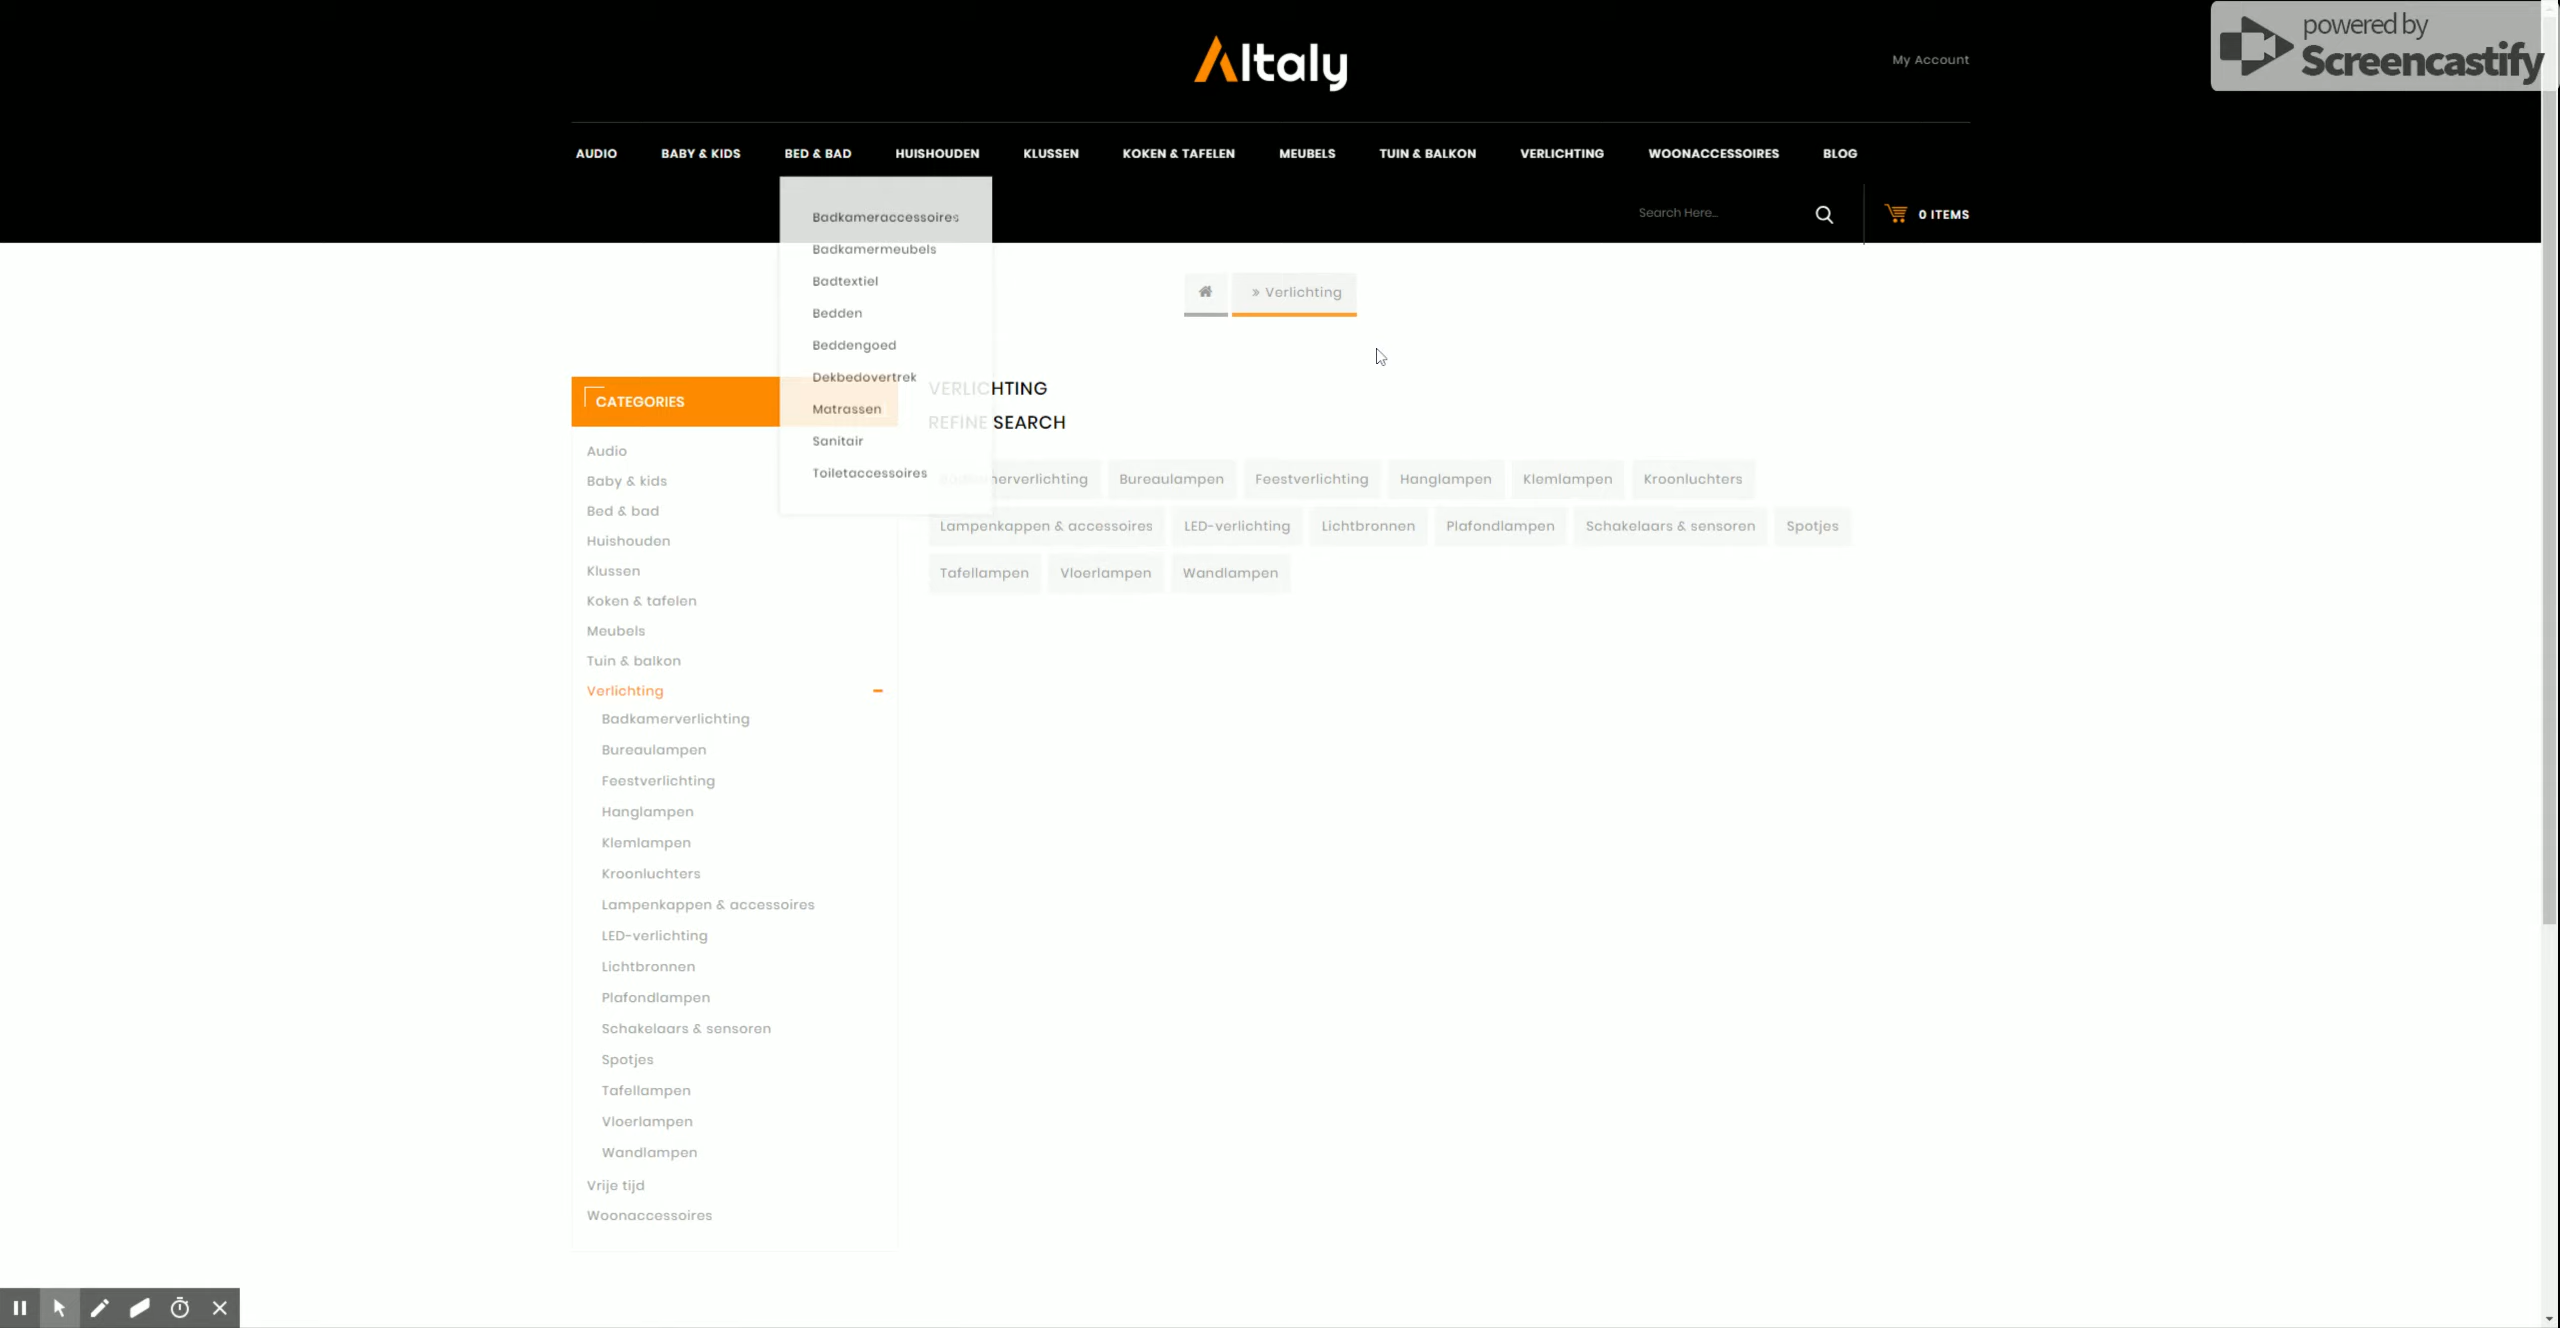 powered by
Screencastify
Altaly
My Account
AUDIO BABY & KIDS BED & BAD HUISHOUDEN KLUSSEN KOKEN & TAFELEN MEUBELS TUIN & BALKON VERLICHTING WOONACCESSOIRES BLOG
Search Here...
0 ITEMS
Badkameraccessoires
Badkamermeubels
Badtextiel
Bedden
Beddengoed
Dekbedovertrek
Matrassen
Sanitair
Toiletaccessoires
» Verlichting
CATEGORIES
Audio
Baby & kids
Bed & bad
Huishouden
Klussen
Koken & tafelen
Meubels
Tuin & balkon
Verlichting
Badkamerverlichting
Bureaulampen
Feestverlichting
Hanglampen
Klemlampen
Kroonluchters
Lampenkappen & accessoires
LED-verlichting
Lichtbronnen
Plafondlampen
Schakelaars & sensoren
Spotjes
Tafellampen
Vloerlampen
Wandlampen
Vrije tijd
Woonaccessoires
VERLICHTING
REFINE SEARCH
Badkamerverlichting Bureaulampen Feestverlichting Hanglampen Klemlampen Kroonluchters
Lampenkappen & accessoires LED-verlichting Lichtbronnen Plafondlampen Schakelaars & sensoren Spotjes
Tafellampen Vloerlampen Wandlampen